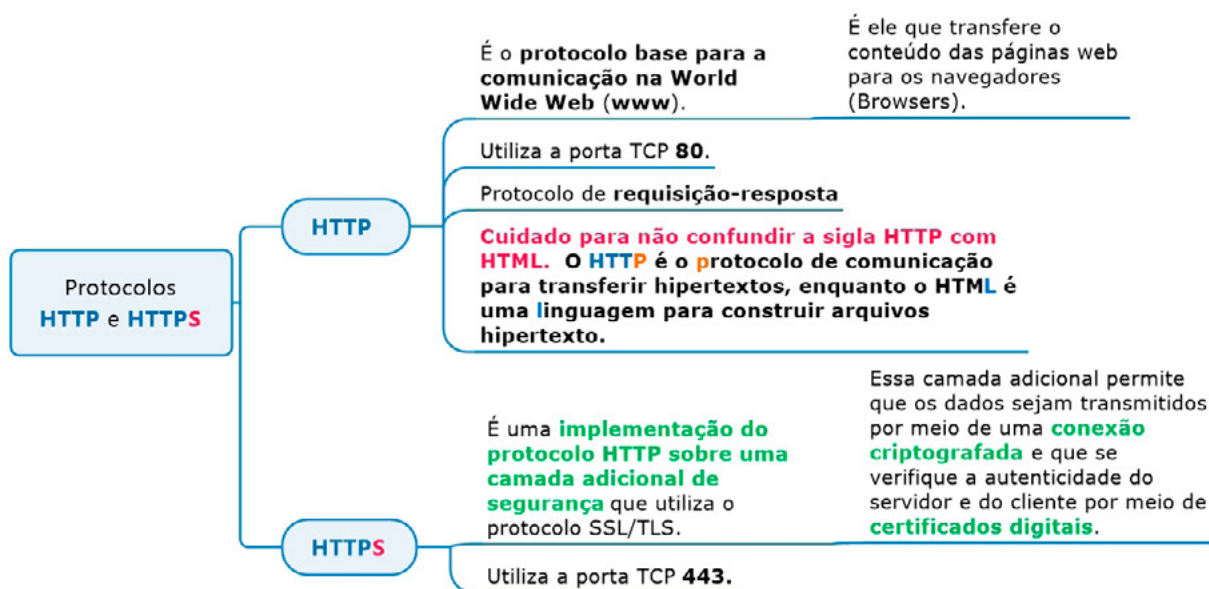 Protocolos
HTTP e HTTPS
HTTP
É o protocolo base para a
comunicação na World
Wide Web (www).
É ele que transfere o
conteúdo das páginas web
para os navegadores
(Browsers).
Utiliza a porta TCP 80.
Protocolo de requisição-resposta
Cuidado para não confundir a sigla HTTP com
HTML. O HTTP é o protocolo de comunicação
para transferir hipertextos, enquanto o HTML é
uma linguagem para construir arquivos
hipertexto.
HTTPS
É uma implementação do
protocolo HTTP sobre uma
camada adicional de
segurança que utiliza o
protocolo SSL/TLS.
Essa camada adicional permite
que os dados sejam transmitidos
por meio de uma conexão
criptografada e que se
verifique a autenticidade do
servidor e do cliente por meio de
certificados digitais.
Utiliza a porta TCP 443.